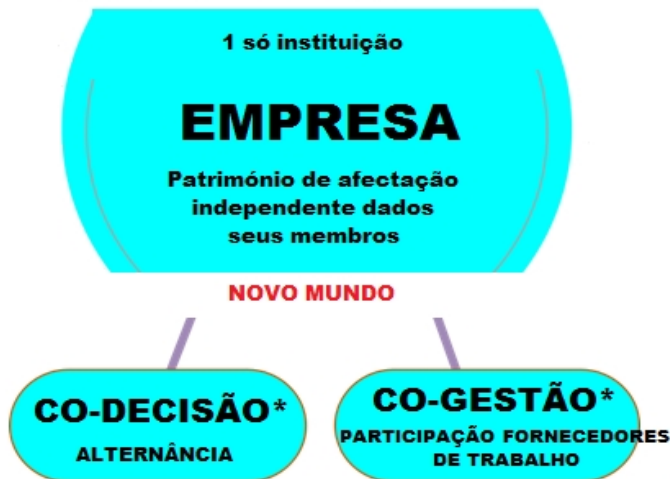 1 só instituição
EMPRESA
Património de afectação
independente dados
seus membros
NOVO MUNDO
CO-DECISÃO*
ALTERNÂNCIA
CO-GESTÃO*
PARTICIPAÇÃO FORNECEDORES
DE TRABALHO